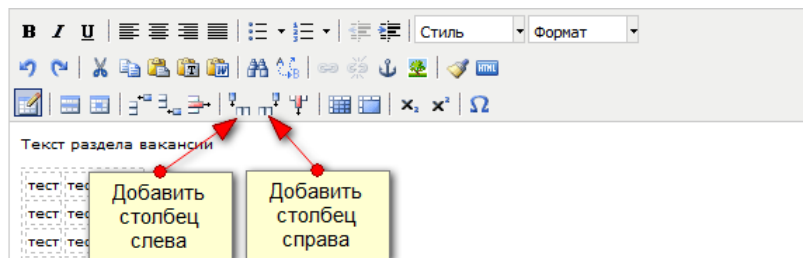 B I U Стиль Формат
HTML
Текст раздела вакансии
тест
тест
тест
Добавить
столбец
слева
Добавить
столбец
справа